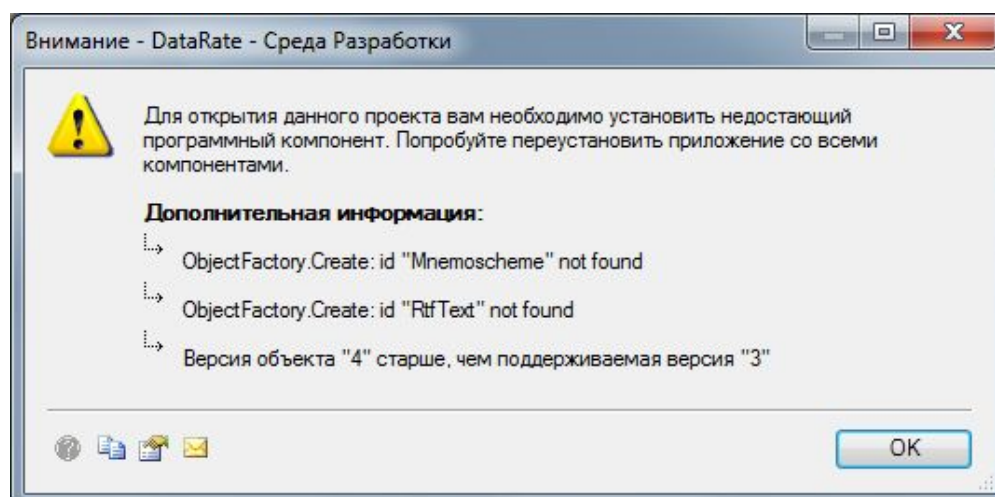 Внимание - DataRate - Среда Разработки
Для открытия данного проекта вам необходимо установить недостающий
программный компонент. Попробуйте переустановить приложение со всеми
компонентами.
Дополнительная информация:
ObjectFactory.Create: id "Mnemoscheme" not found
ObjectFactory.Create: id "RtfText" not found
Версия объекта "4" старше, чем поддерживаемая версия "3"
OK